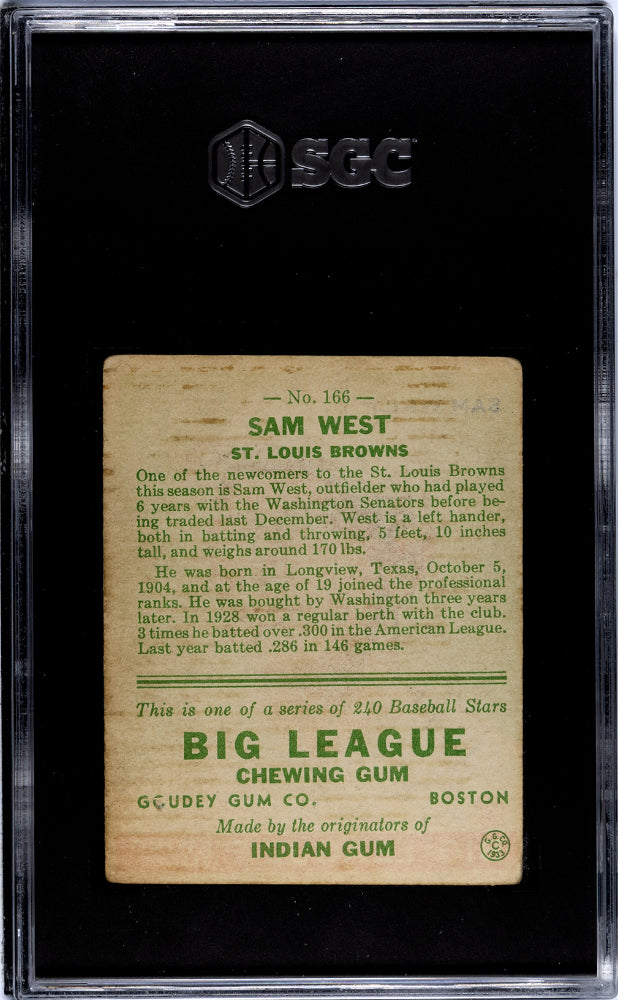 SGC
— No. 166 —
SAM WEST
ST. LOUIS BROWNS
One of the newcomers to the St. Louis Browns
this season is Sam West, outfielder who had played
6 years with the Washington Senators before be-
ing traded last December. West is a left hander,
both in batting and throwing, 5 feet, 10 inches
tall, and weighs around 170 lbs.
He was born in Longview, Texas, October 5,
1904, and at the age of 19 joined the professional
ranks. He was bought by Washington three years
later. In 1928 won a regular berth with the club.
3 times he batted over .300 in the American League.
Last year batted .286 in 146 games.
This is one of a series of 240 Baseball Stars
BIG LEAGUE
CHEWING GUM
GOUDEY GUM CO. BOSTON
Made by the originators of
INDIAN GUM
G. G. Co.
C
1933